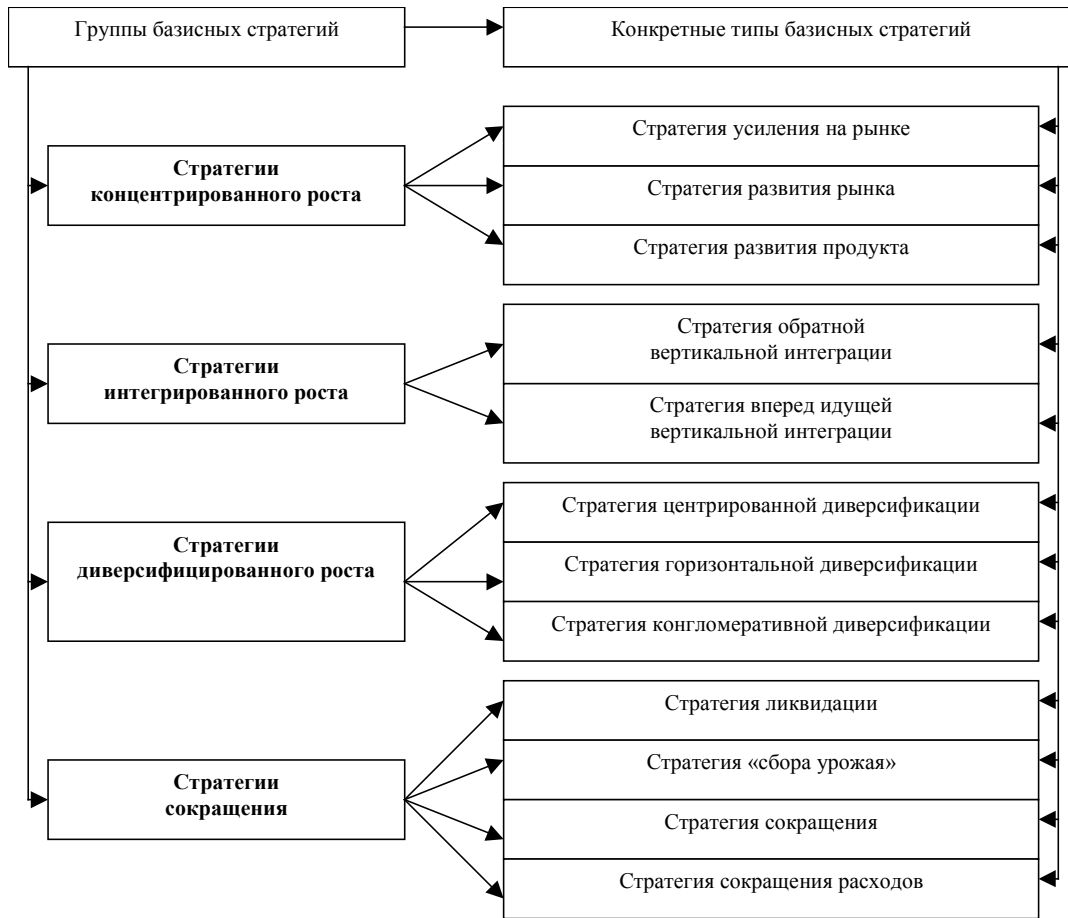 Группы базисных стратегий
Конкретные типы базисных стратегий
Стратегии
концентрированного роста
Стратегия усиления на рынке
Стратегия развития рынка
Стратегия развития продукта
Стратегии
интегрированного роста
Стратегия обратной
вертикальной интеграции
Стратегия вперед идущей
вертикальной интеграции
Стратегии
диверсифицированного роста
Стратегия центрированной диверсификации
Стратегия горизонтальной диверсификации
Стратегия конгломеративной диверсификации
Стратегии
сокращения
Стратегия ликвидации
Стратегия «сбора урожая»
Стратегия сокращения
Стратегия сокращения расходов